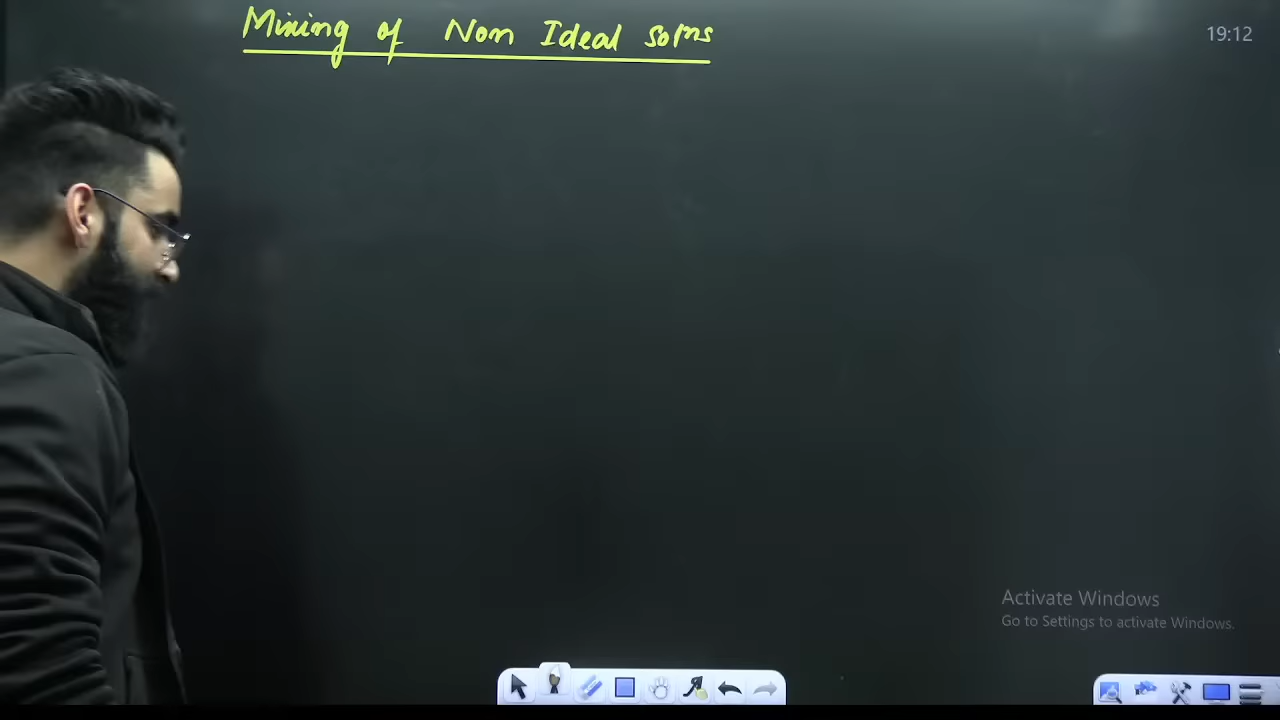 Mixing of Non Ideal solns
19:12
Activate Windows
Go to Settings to activate Windows.